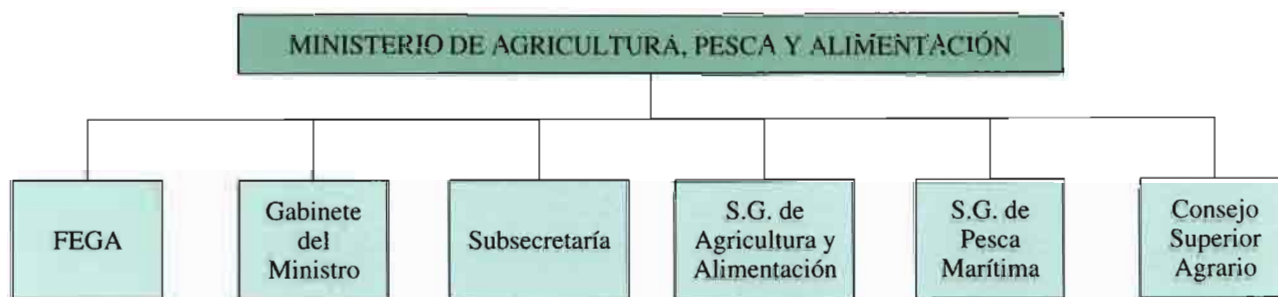 MINISTERIO DE AGRICULTURA, PESCA Y ALIMENTACIÓN
FEGA
Gabinete
del
Ministro
Subsecretaría
S.G. de
Agricultura y
Alimentación
S.G. de
Pesca
Marítima
Consejo
Superior
Agrario